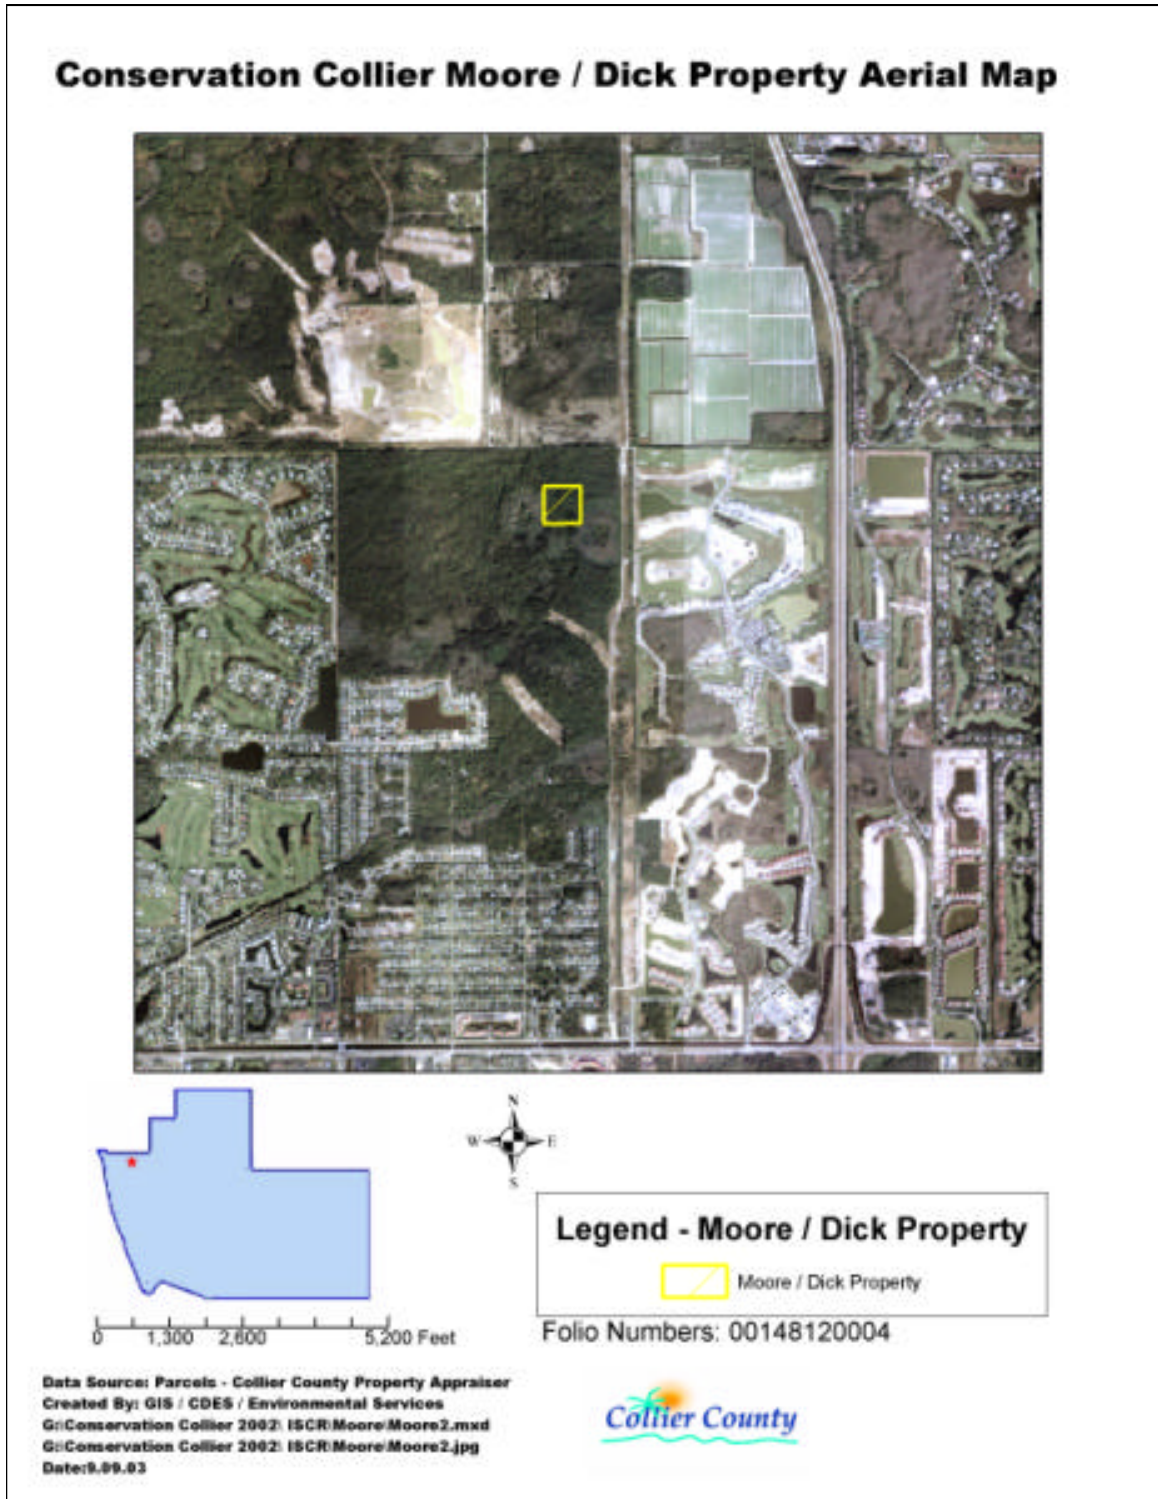 Conservation Collier Moore / Dick Property Aerial Map
N
W E
S
Legend - Moore / Dick Property
Moore / Dick Property
0 1,300 2,600 5,200 Feet
Folio Numbers: 00148120004
Data Source: Parcels - Collier County Property Appraiser
Created By: GIS / CDES / Environmental Services
G:\Conservation Collier 2002\ ISCR\Moore\Moore2.mxd
G:\Conservation Collier 2002\ ISCR\Moore\Moore2.jpg
Date:9.09.03
Collier County